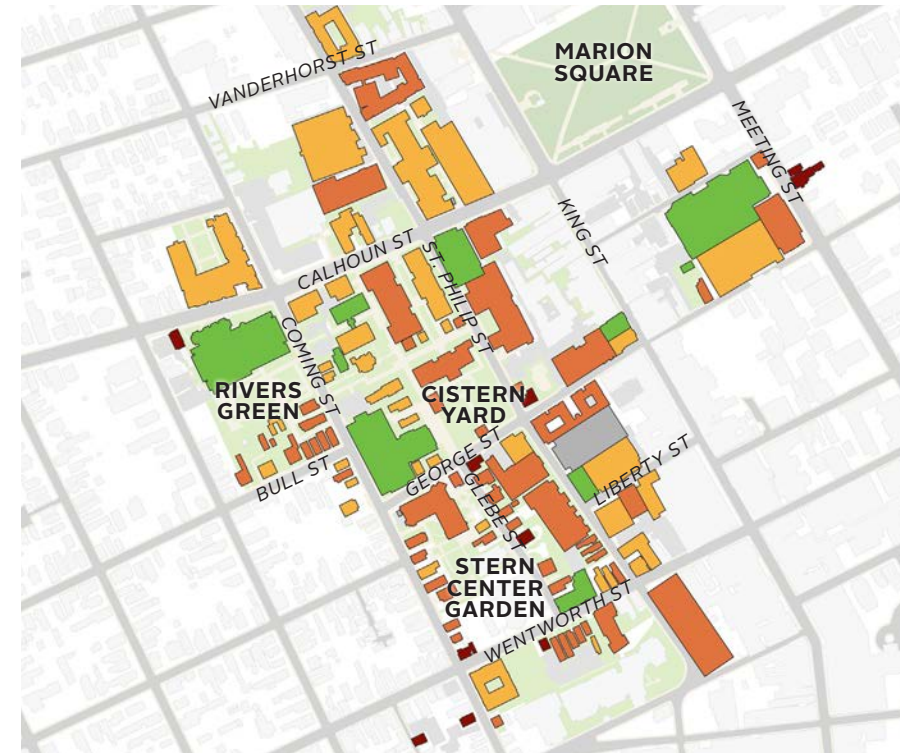 VANDERHORST ST
MARION
SQUARE
MEETING ST
KING ST
CALHOUN ST
ST. PHILIP ST
COMING ST
RIVERS
GREEN
CISTERN
YARD
BULL ST
GEORGE ST
LIBERTY ST
GLEBE ST
STERN
CENTER
GARDEN
WENTWORTH ST